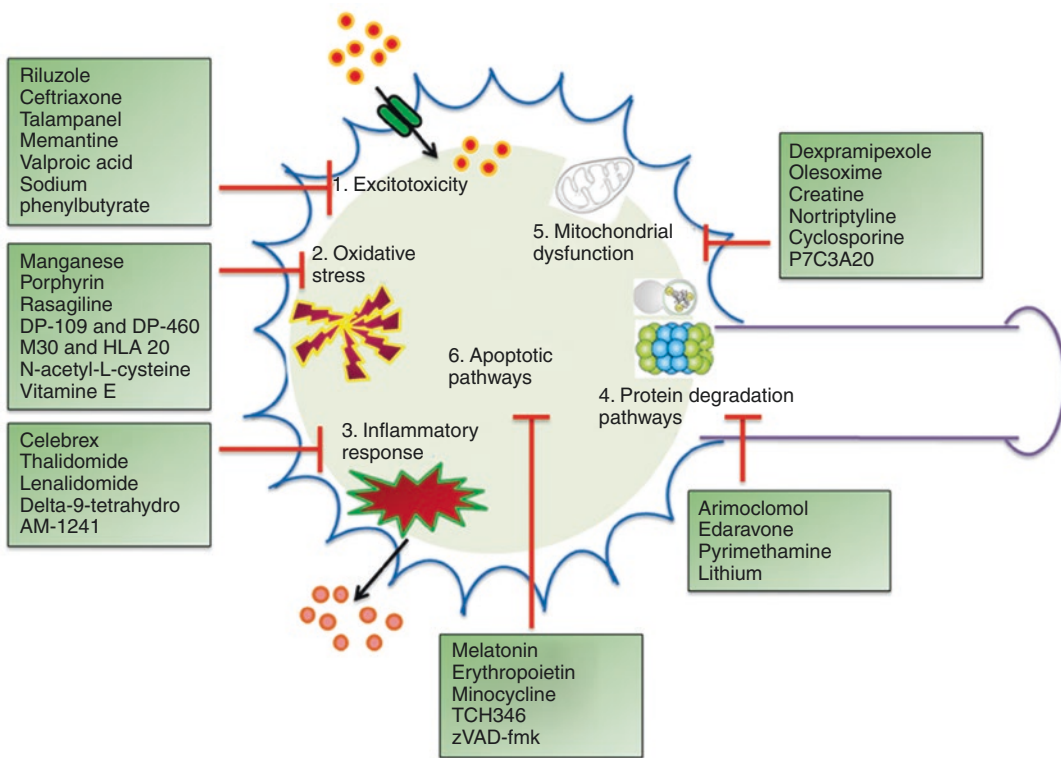 Riluzole
Ceftriaxone
Talampanel
Memantine
Valproic acid
Sodium
phenylbutyrate
1. Excitotoxicity
Manganese
Porphyrin
Rasagiline
DP-109 and DP-460
M30 and HLA 20
N-acetyl-L-cysteine
Vitamine E
2. Oxidative
stress
Celebrex
Thalidomide
Lenalidomide
Delta-9-tetrahydro
AM-1241
3. Inflammatory
response
Dexpramipexole
Olesoxime
Creatine
Nortriptyline
Cyclosporine
P7C3A20
5. Mitochondrial
dysfunction
6. Apoptotic
pathways
4. Protein degradation
pathways
Arimoclomol
Edaravone
Pyrimethamine
Lithium
Melatonin
Erythropoietin
Minocycline
TCH346
zVAD-fmk